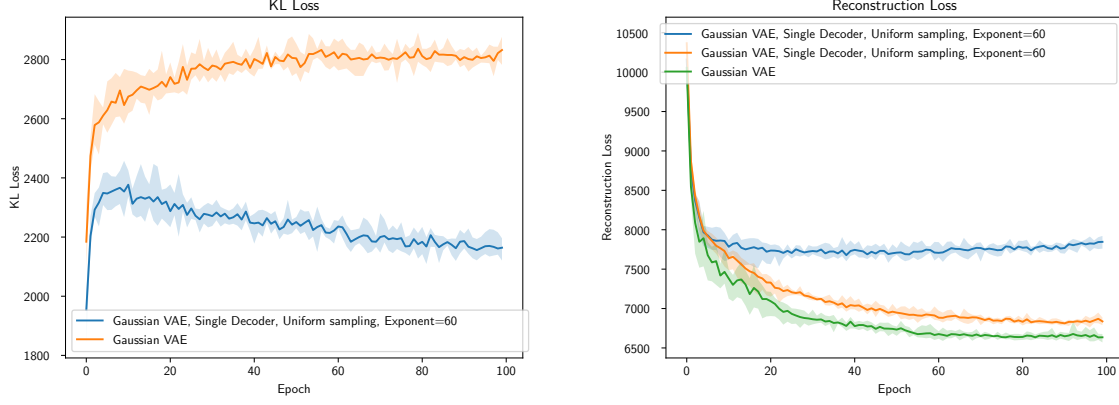 KL Loss
2800
2600
2400
2200
2000
1800
KL Loss
0
20
40
60
80
100
Epoch
Gaussian VAE, Single Decoder, Uniform sampling, Exponent=60
Gaussian VAE
Reconstruction Loss
10500
10000
9500
9000
8500
8000
7500
7000
6500
Reconstruction Loss
0
20
40
60
80
100
Epoch
Gaussian VAE, Single Decoder, Uniform sampling, Exponent=60
Gaussian VAE, Single Decoder, Uniform sampling, Exponent=60
Gaussian VAE